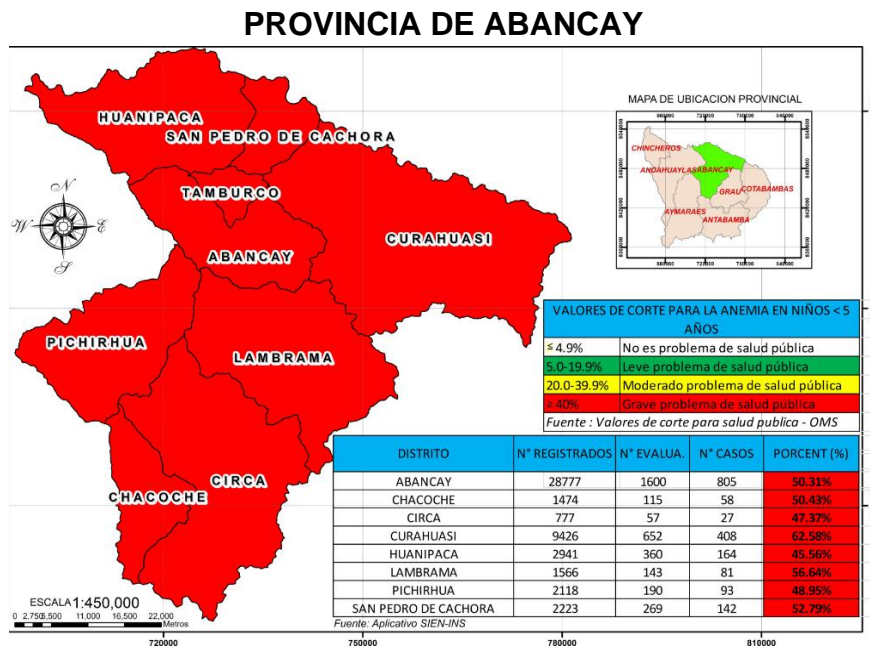 PROVINCIA DE ABANCAY
HUANIPACA
SAN PEDRO DE CACHORA
TAMBURCO
ABANCAY
CURAHUASI
PICHIRHUA
LAMBRAMA
CIRCA
CHACOCHE
N
W E
S
MAPA DE UBICACION PROVINCIAL
660000 720000 780000 840000
CHINCHEROS
ANDAHUAYLAS ABANCAY
GRAU COTABAMBAS
AYMARAES
ANTABAMBA
660000 720000 780000 840000
VALORES DE CORTE PARA LA ANEMIA EN NIÑOS < 5
AÑOS
≤ 4.9% No es problema de salud pública
5.0-19.9% Leve problema de salud pública
20.0-39.9% Moderado problema de salud pública
≥ 40% Grave problema de salud pública
Fuente : Valores de corte para salud publica - OMS
DISTRITO N° REGISTRADOS N° EVALUA. N° CASOS PORCENT (%)
ABANCAY 28777 1600 805 50.31%
CHACOCHE 1474 115 58 50.43%
CIRCA 777 57 27 47.37%
CURAHUASI 9426 652 408 62.58%
HUANIPACA 2941 360 164 45.56%
LAMBRAMA 1566 143 81 56.64%
PICHIRHUA 2118 190 93 48.95%
SAN PEDRO DE CACHORA 2223 269 142 52.79%
Fuente: Aplicativo SIEN-INS
ESCALA 1:450,000
0 2,750 5,500 11,000 16,500 22,000
Metros
720000 750000 780000 810000